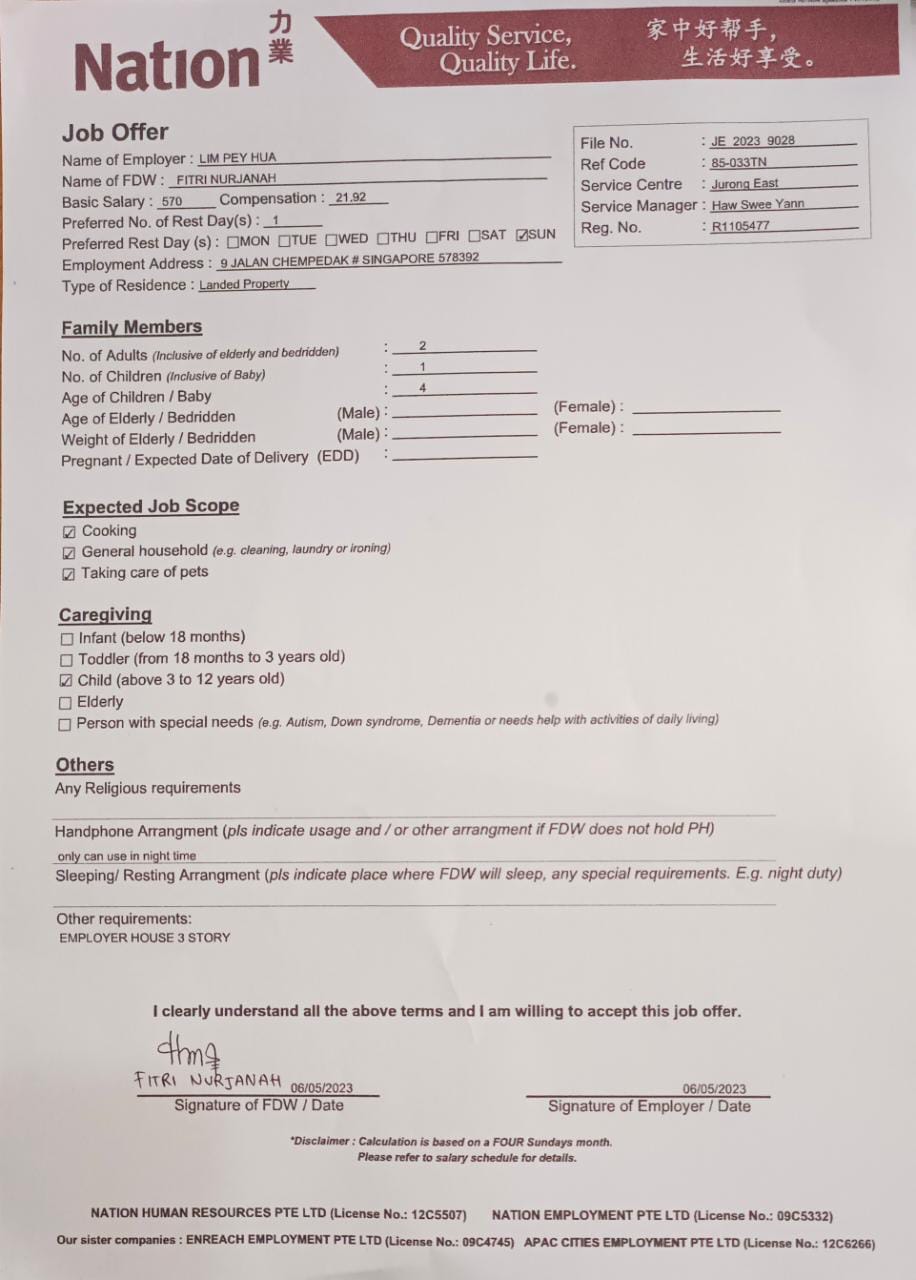 Nation 力業
Quality Service,
Quality Life.
家中好帮手，
生活好享受。
Job Offer
Name of Employer : LIM PEY HUA
Name of FDW : FITRI NURJANAH
Basic Salary : 570 Compensation : 21.92
Preferred No. of Rest Day(s) : 1
Preferred Rest Day (s) : ☐MON ☐TUE ☐WED ☐THU ☐FRI ☐SAT ☑SUN
Employment Address : 9 JALAN CHEMPEDAK # SINGAPORE 578392
Type of Residence : Landed Property
File No. : JE 2023 9028
Ref Code : 85-033TN
Service Centre : Jurong East
Service Manager : Haw Swee Yann
Reg. No. : R1105477
Family Members
No. of Adults (Inclusive of elderly and bedridden) : 2
No. of Children (Inclusive of Baby) : 1
Age of Children / Baby : 4
Age of Elderly / Bedridden (Male) : (Female) :
Weight of Elderly / Bedridden (Male) : (Female) :
Pregnant / Expected Date of Delivery (EDD) :
Expected Job Scope
☑ Cooking
☑ General household (e.g. cleaning, laundry or ironing)
☑ Taking care of pets
Caregiving
☐ Infant (below 18 months)
☐ Toddler (from 18 months to 3 years old)
☑ Child (above 3 to 12 years old)
☐ Elderly
☐ Person with special needs (e.g. Autism, Down syndrome, Dementia or needs help with activities of daily living)
Others
Any Religious requirements
Handphone Arrangment (pls indicate usage and / or other arrangment if FDW does not hold PH)
only can use in night time
Sleeping/ Resting Arrangment (pls indicate place where FDW will sleep, any special requirements. E.g. night duty)
Other requirements:
EMPLOYER HOUSE 3 STORY
I clearly understand all the above terms and I am willing to accept this job offer.
FITRI NURJANAH 06/05/2023
06/05/2023
Signature of FDW / Date
Signature of Employer / Date
*Disclaimer : Calculation is based on a FOUR Sundays month.
Please refer to salary schedule for details.
NATION HUMAN RESOURCES PTE LTD (License No.: 12C5507) NATION EMPLOYMENT PTE LTD (License No.: 09C5332)
Our sister companies : ENREACH EMPLOYMENT PTE LTD (License No.: 09C4745) APAC CITIES EMPLOYMENT PTE LTD (License No.: 12C6266)